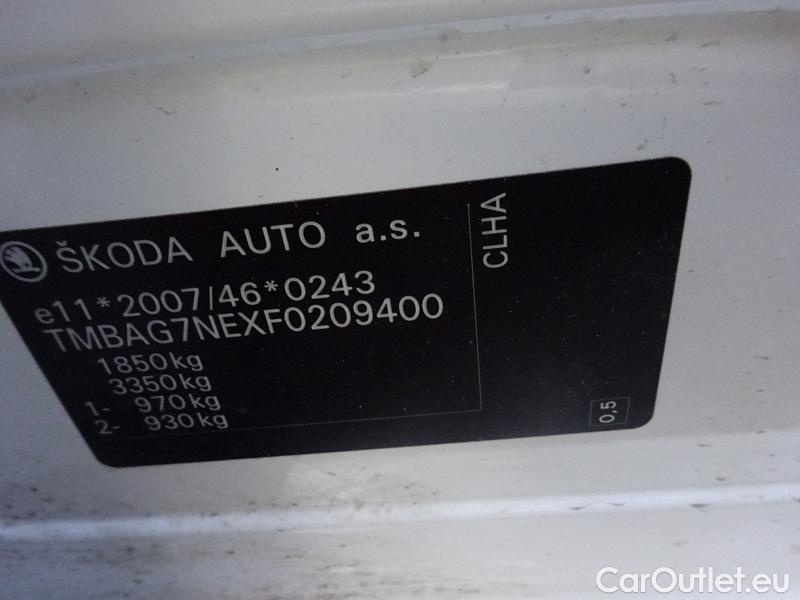 ŠKODA AUTO a.s.
e11*2007/46*0243
TMBAG7NEXF0209400
1850kg
3350kg
1- 970kg
2- 930kg
CLHA
0,5
CarOutlet.eu